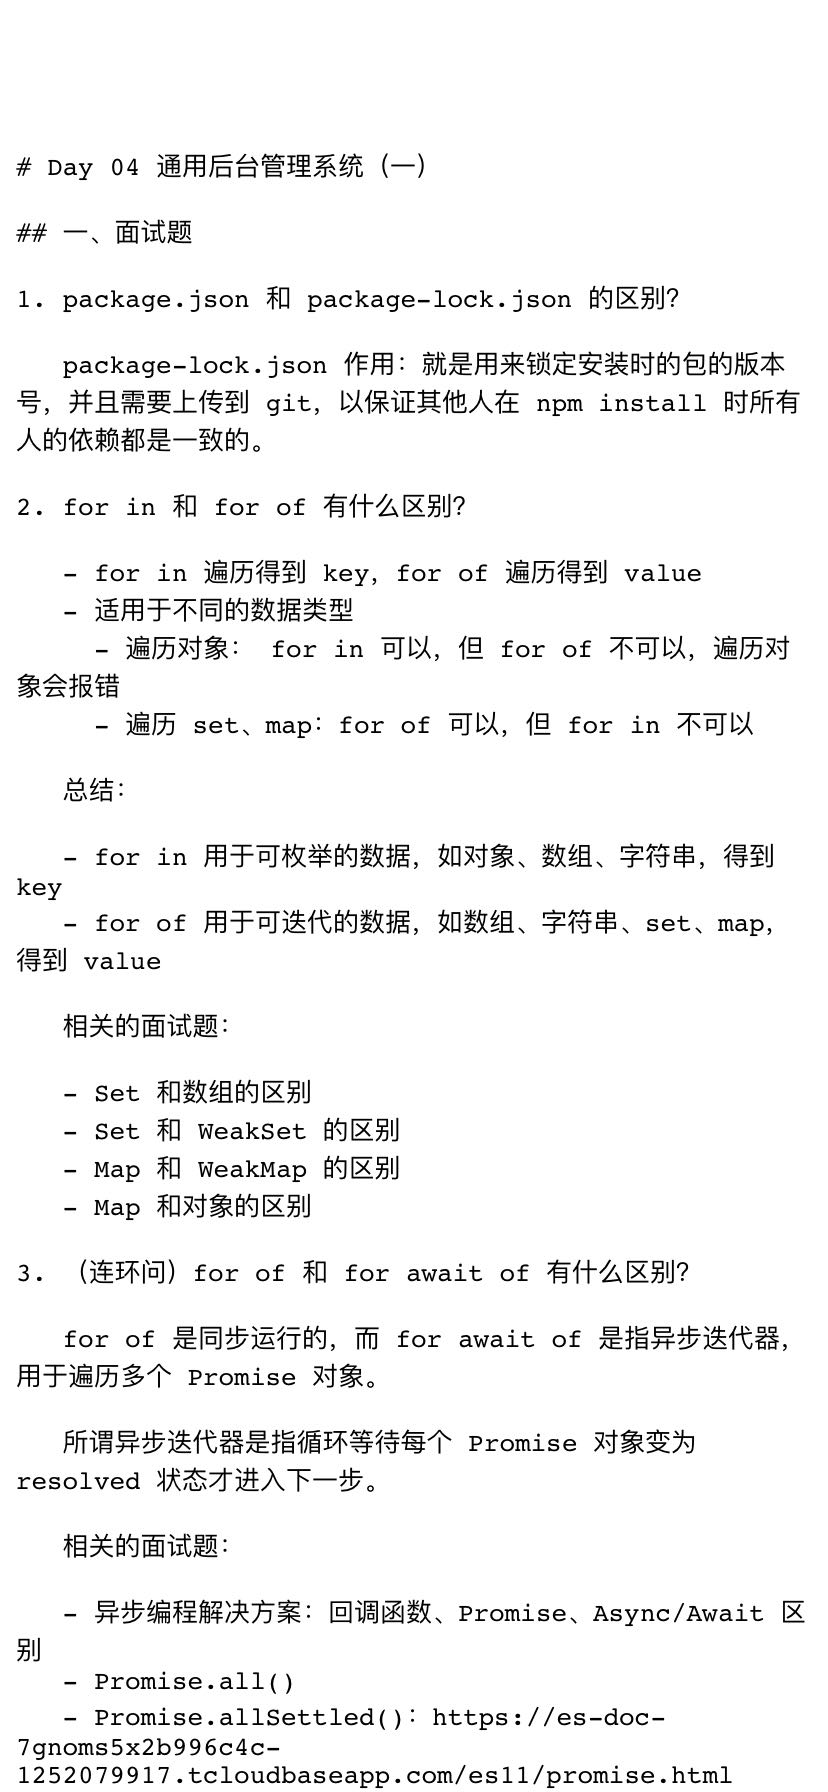 # Day 04 通用后台管理系统（一）
## 一、面试题
1. package.json 和 package-lock.json 的区别？
package-lock.json 作用：就是用来锁定安装时的包的版本
号，并且需要上传到 git，以保证其他人在 npm install 时所有
人的依赖都是一致的。
2. for in 和 for of 有什么区别？
- for in 遍历得到 key，for of 遍历得到 value
- 适用于不同的数据类型
- 遍历对象： for in 可以，但 for of 不可以，遍历对
象会报错
- 遍历 set、map：for of 可以，但 for in 不可以
总结：
- for in 用于可枚举的数据，如对象、数组、字符串，得到
key
- for of 用于可迭代的数据，如数组、字符串、set、map，
得到 value
相关的面试题：
- Set 和数组的区别
- Set 和 WeakSet 的区别
- Map 和 WeakMap 的区别
- Map 和对象的区别
3. （连环问）for of 和 for await of 有什么区别？
for of 是同步运行的，而 for await of 是指异步迭代器，
用于遍历多个 Promise 对象。
所谓异步迭代器是指循环等待每个 Promise 对象变为
resolved 状态才进入下一步。
相关的面试题：
- 异步编程解决方案：回调函数、Promise、Async/Await 区
别
- Promise.all()
- Promise.allSettled()：https://es-doc-
7gnoms5x2b996c4c-
1252079917.tcloudbaseapp.com/es11/promise.html